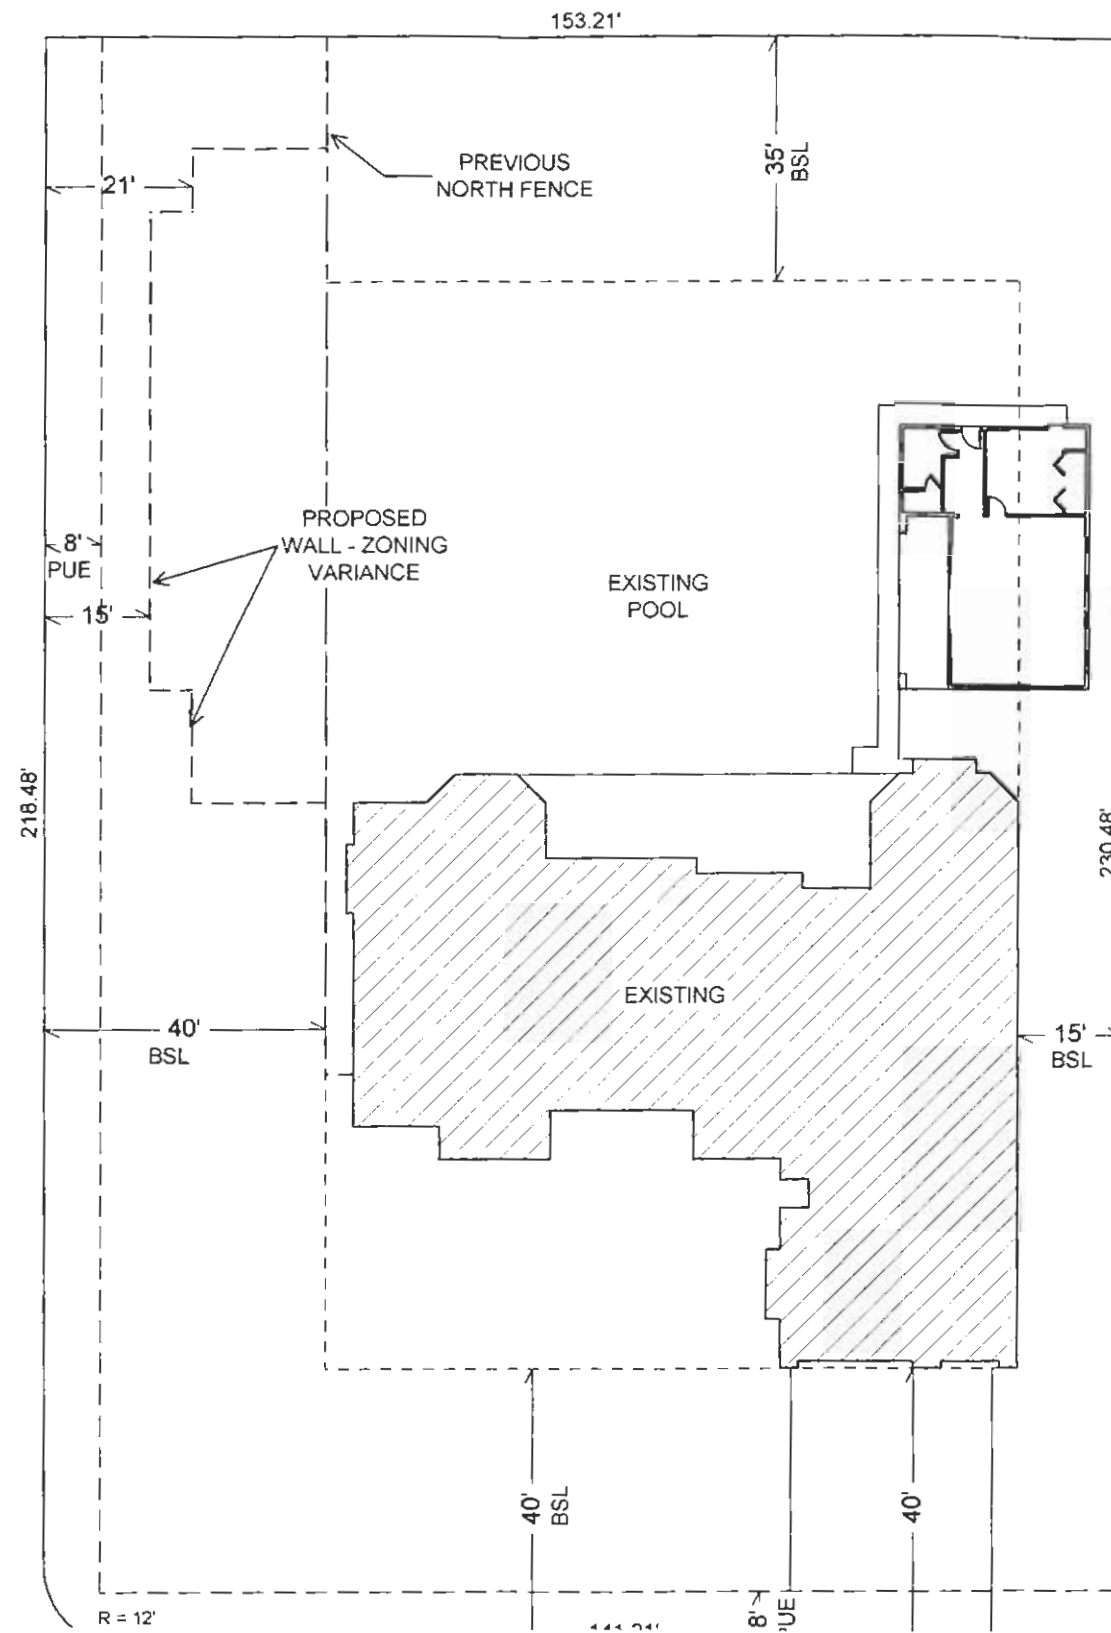 153.21'
PREVIOUS
NORTH FENCE
35'
BSL
21'
PROPOSED
WALL - ZONING
VARIANCE
8'
PUE
15'
EXISTING
POOL
218.48'
230.48'
EXISTING
40'
BSL
15'
BSL
40'
BSL
40'
8'
R = 12'